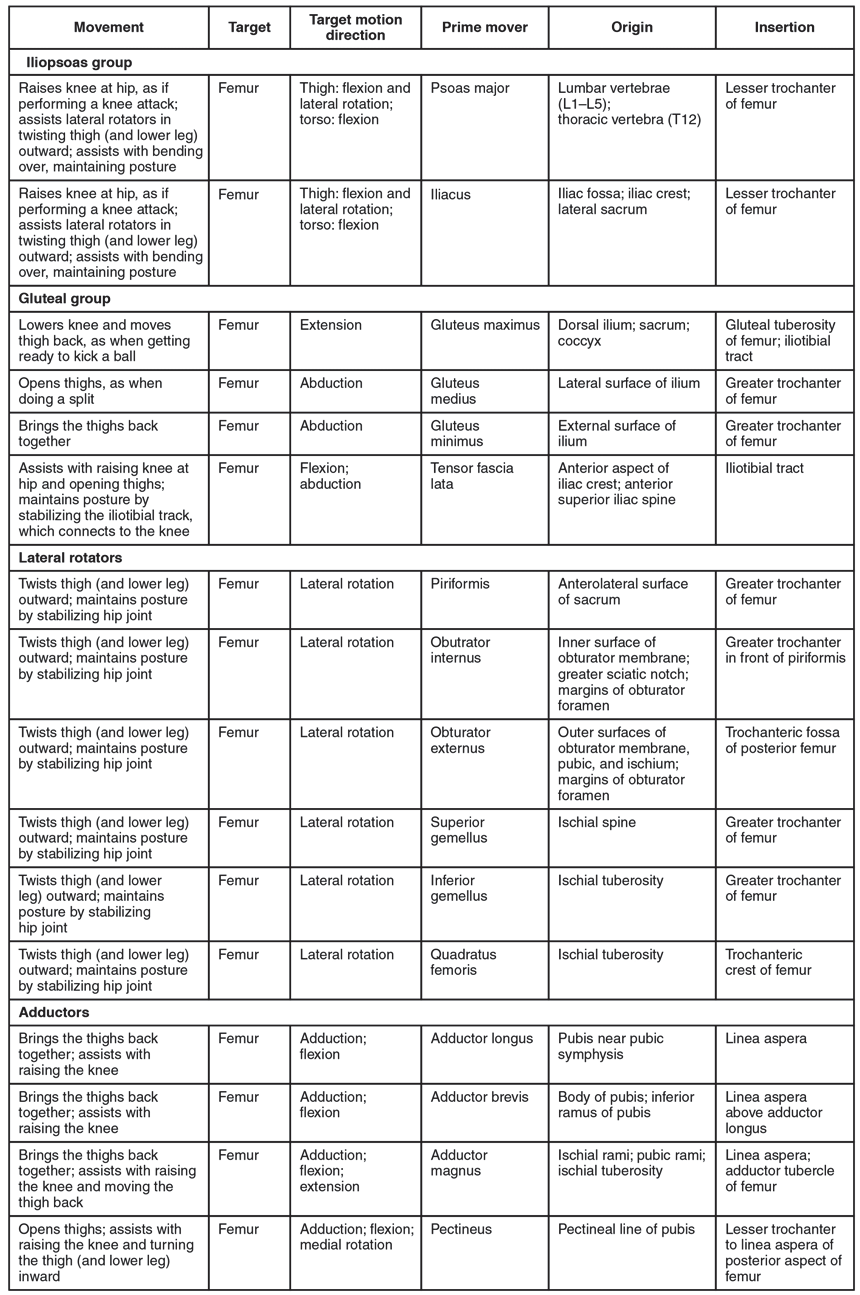 Movement
Target
Target motion
direction
Prime mover
Origin
Insertion
Iliopsoas group
Raises knee at hip, as if
performing a knee attack;
assists lateral rotators in
twisting thigh (and lower leg)
outward; assists with bending
over, maintaining posture
Femur
Thigh: flexion and
lateral rotation;
torso: flexion
Psoas major
Lumbar vertebrae
(L1–L5);
thoracic vertebra (T12)
Lesser trochanter
of femur
Raises knee at hip, as if
performing a knee attack;
assists lateral rotators in
twisting thigh (and lower leg)
outward; assists with bending
over, maintaining posture
Femur
Thigh: flexion and
lateral rotation;
torso: flexion
Iliacus
Iliac fossa; iliac crest;
lateral sacrum
Lesser trochanter
of femur
Gluteal group
Lowers knee and moves
thigh back, as when getting
ready to kick a ball
Femur
Extension
Gluteus maximus
Dorsal ilium; sacrum;
coccyx
Gluteal tuberosity
of femur; iliotibial
tract
Opens thighs, as when
doing a split
Femur
Abduction
Gluteus
medius
Lateral surface of ilium
Greater trochanter
of femur
Brings the thighs back
together
Femur
Abduction
Gluteus
minimus
External surface of
ilium
Greater trochanter
of femur
Assists with raising knee at
hip and opening thighs;
maintains posture by
stabilizing the iliotibial track,
which connects to the knee
Femur
Flexion;
abduction
Tensor fascia
lata
Anterior aspect of
iliac crest; anterior
superior iliac spine
Iliotibial tract
Lateral rotators
Twists thigh (and lower leg)
outward; maintains posture
by stabilizing hip joint
Femur
Lateral rotation
Piriformis
Anterolateral surface
of sacrum
Greater trochanter
of femur
Twists thigh (and lower leg)
outward; maintains posture
by stabilizing hip joint
Femur
Lateral rotation
Obutrator
internus
Inner surface of
obturator membrane;
greater sciatic notch;
margins of obturator
foramen
Greater trochanter
in front of piriformis
Twists thigh (and lower leg)
outward; maintains posture
by stabilizing hip joint
Femur
Lateral rotation
Obturator
externus
Outer surfaces of
obturator membrane,
pubic, and ischium;
margins of obturator
foramen
Trochanteric fossa
of posterior femur
Twists thigh (and lower leg)
outward; maintains posture
by stabilizing hip joint
Femur
Lateral rotation
Superior
gemellus
Ischial spine
Greater trochanter
of femur
Twists thigh (and lower
leg) outward; maintains
posture by stabilizing
hip joint
Femur
Lateral rotation
Inferior
gemellus
Ischial tuberosity
Greater trochanter
of femur
Twists thigh (and lower leg)
outward; maintains posture
by stabilizing hip joint
Femur
Lateral rotation
Quadratus
femoris
Ischial tuberosity
Trochanteric
crest of femur
Adductors
Brings the thighs back
together; assists with
raising the knee
Femur
Adduction;
flexion
Adductor longus
Pubis near pubic
symphysis
Linea aspera
Brings the thighs back
together; assists with
raising the knee
Femur
Adduction;
flexion
Adductor brevis
Body of pubis; inferior
ramus of pubis
Linea aspera
above adductor
longus
Brings the thighs back
together; assists with raising
the knee and moving the
thigh back
Femur
Adduction;
flexion;
extension
Adductor
magnus
Ischial rami; pubic rami;
ischial tuberosity
Linea aspera;
adductor tubercle
of femur
Opens thighs; assists with
raising the knee and turning
the thigh (and lower leg)
inward
Femur
Adduction; flexion;
medial rotation
Pectineus
Pectineal line of pubis
Lesser trochanter
to linea aspera of
posterior aspect of
femur